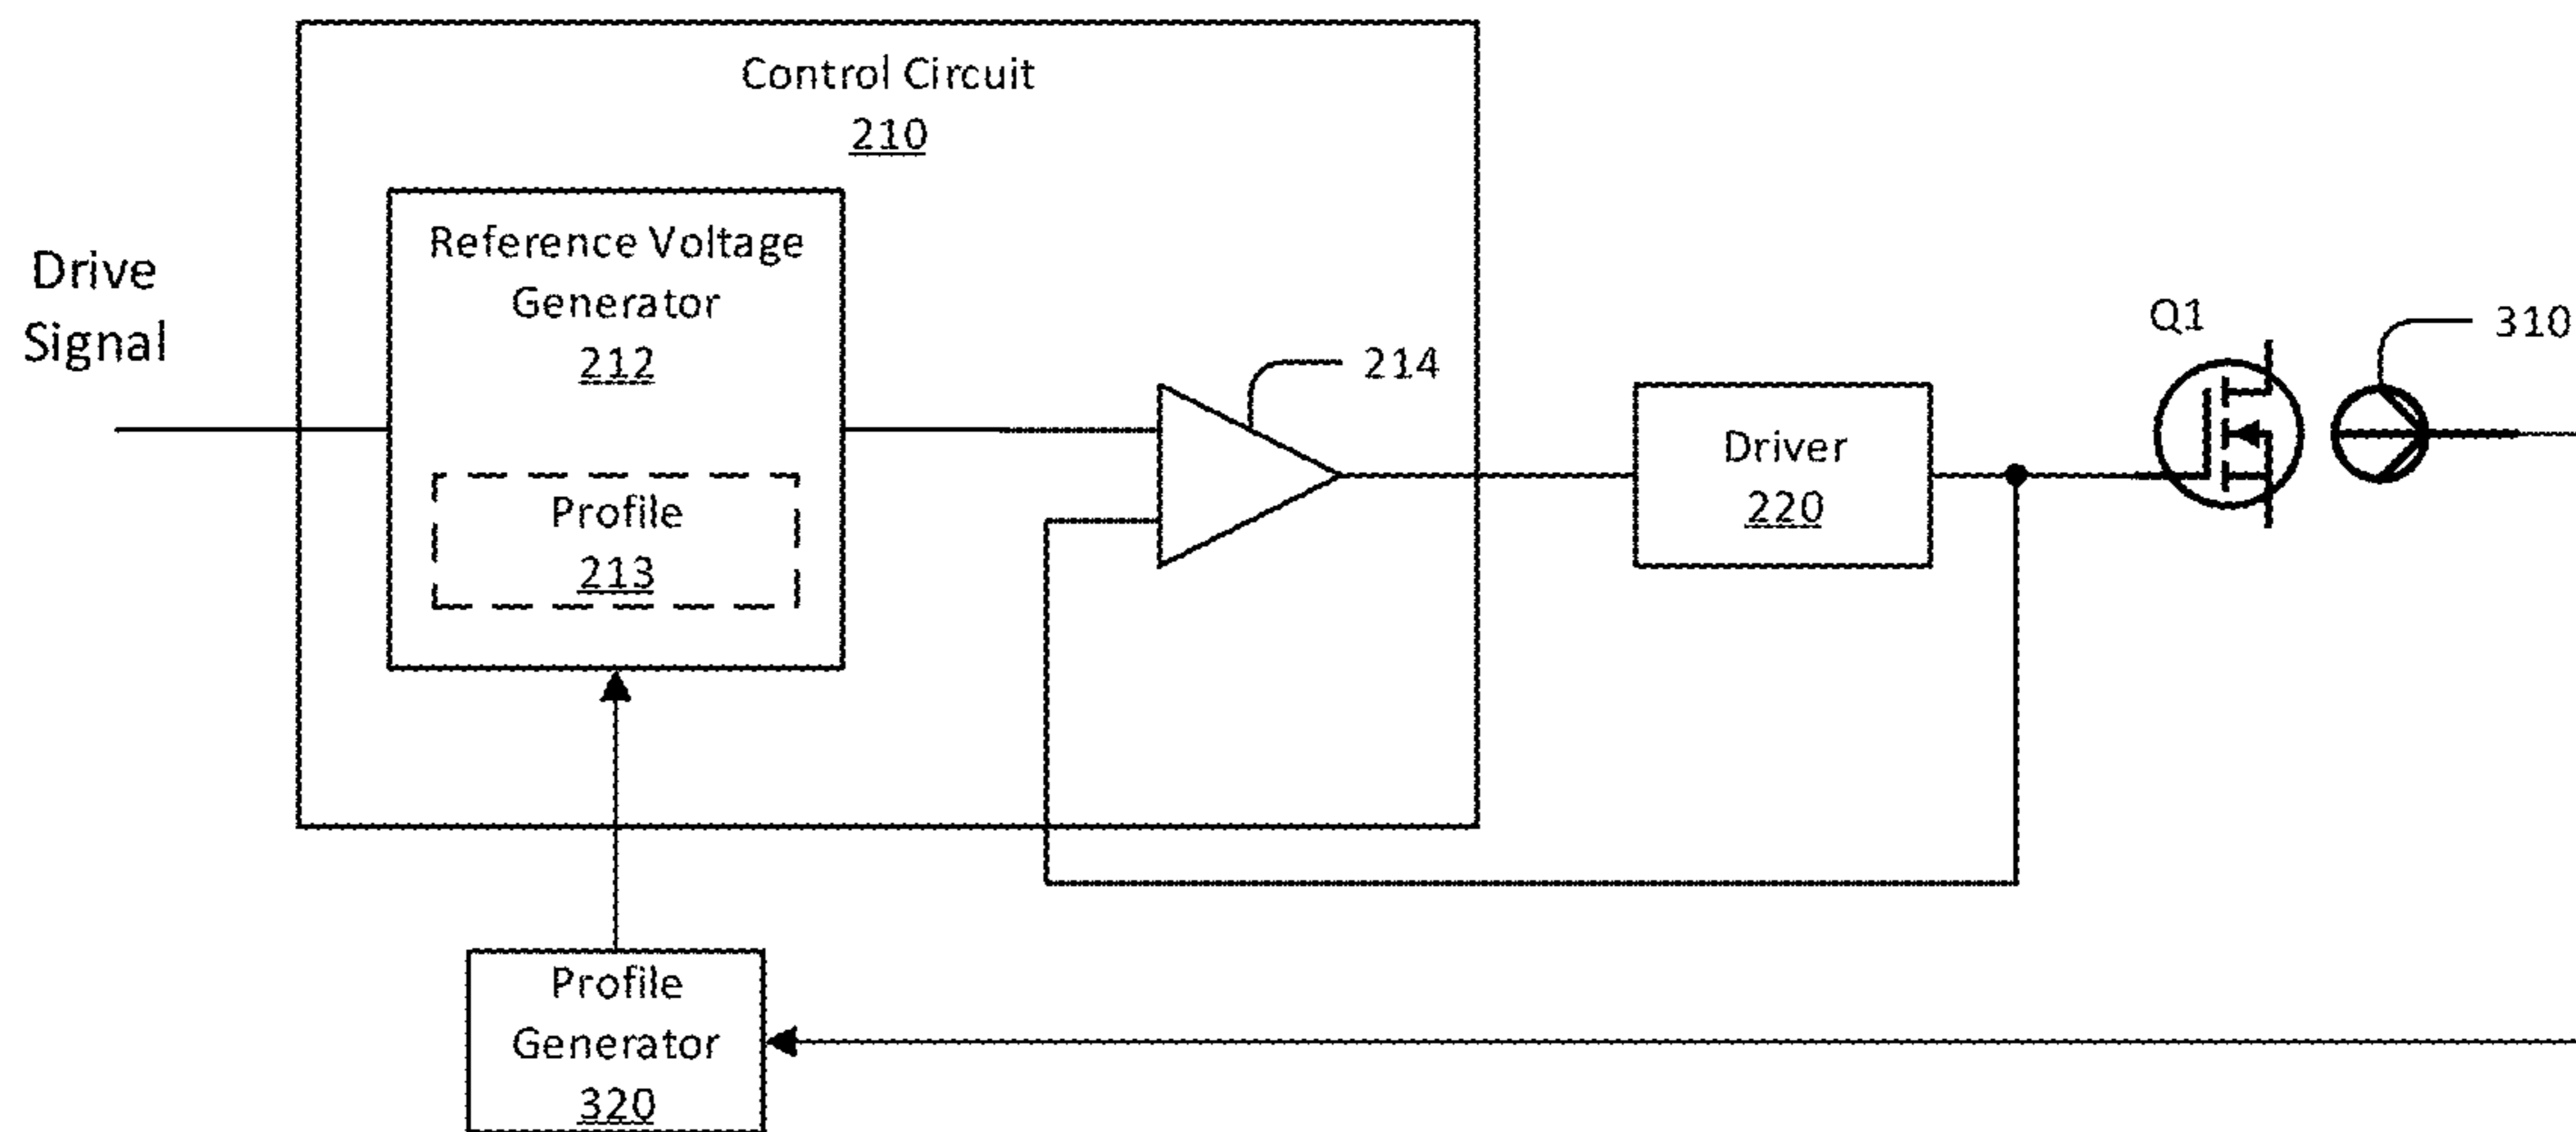 Control Circuit
210
Drive
Signal
Reference Voltage
Generator
212
Profile
213
214
Driver
220
Q1
310
Profile
Generator
320